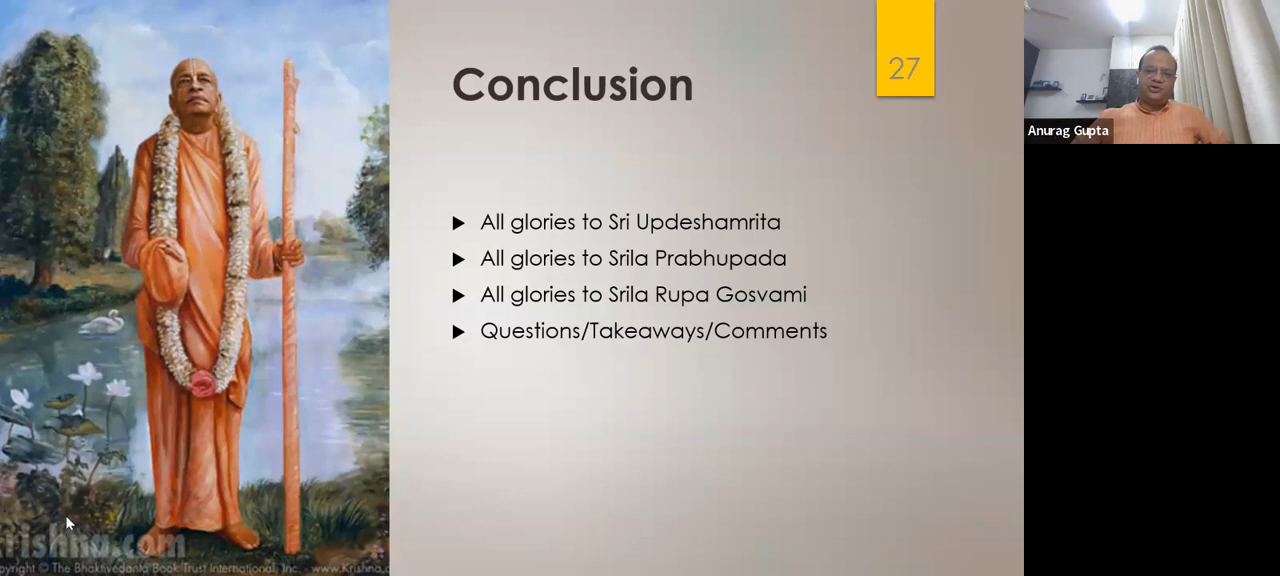 Conclusion
27
All glories to Sri Updeshamrita
All glories to Srila Prabhupada
All glories to Srila Rupa Gosvami
Questions/Takeaways/Comments
Anurag Gupta
krishna.com
pyright © The Bhaktivedanta Book Trust International, Inc. - www.Krishna.c